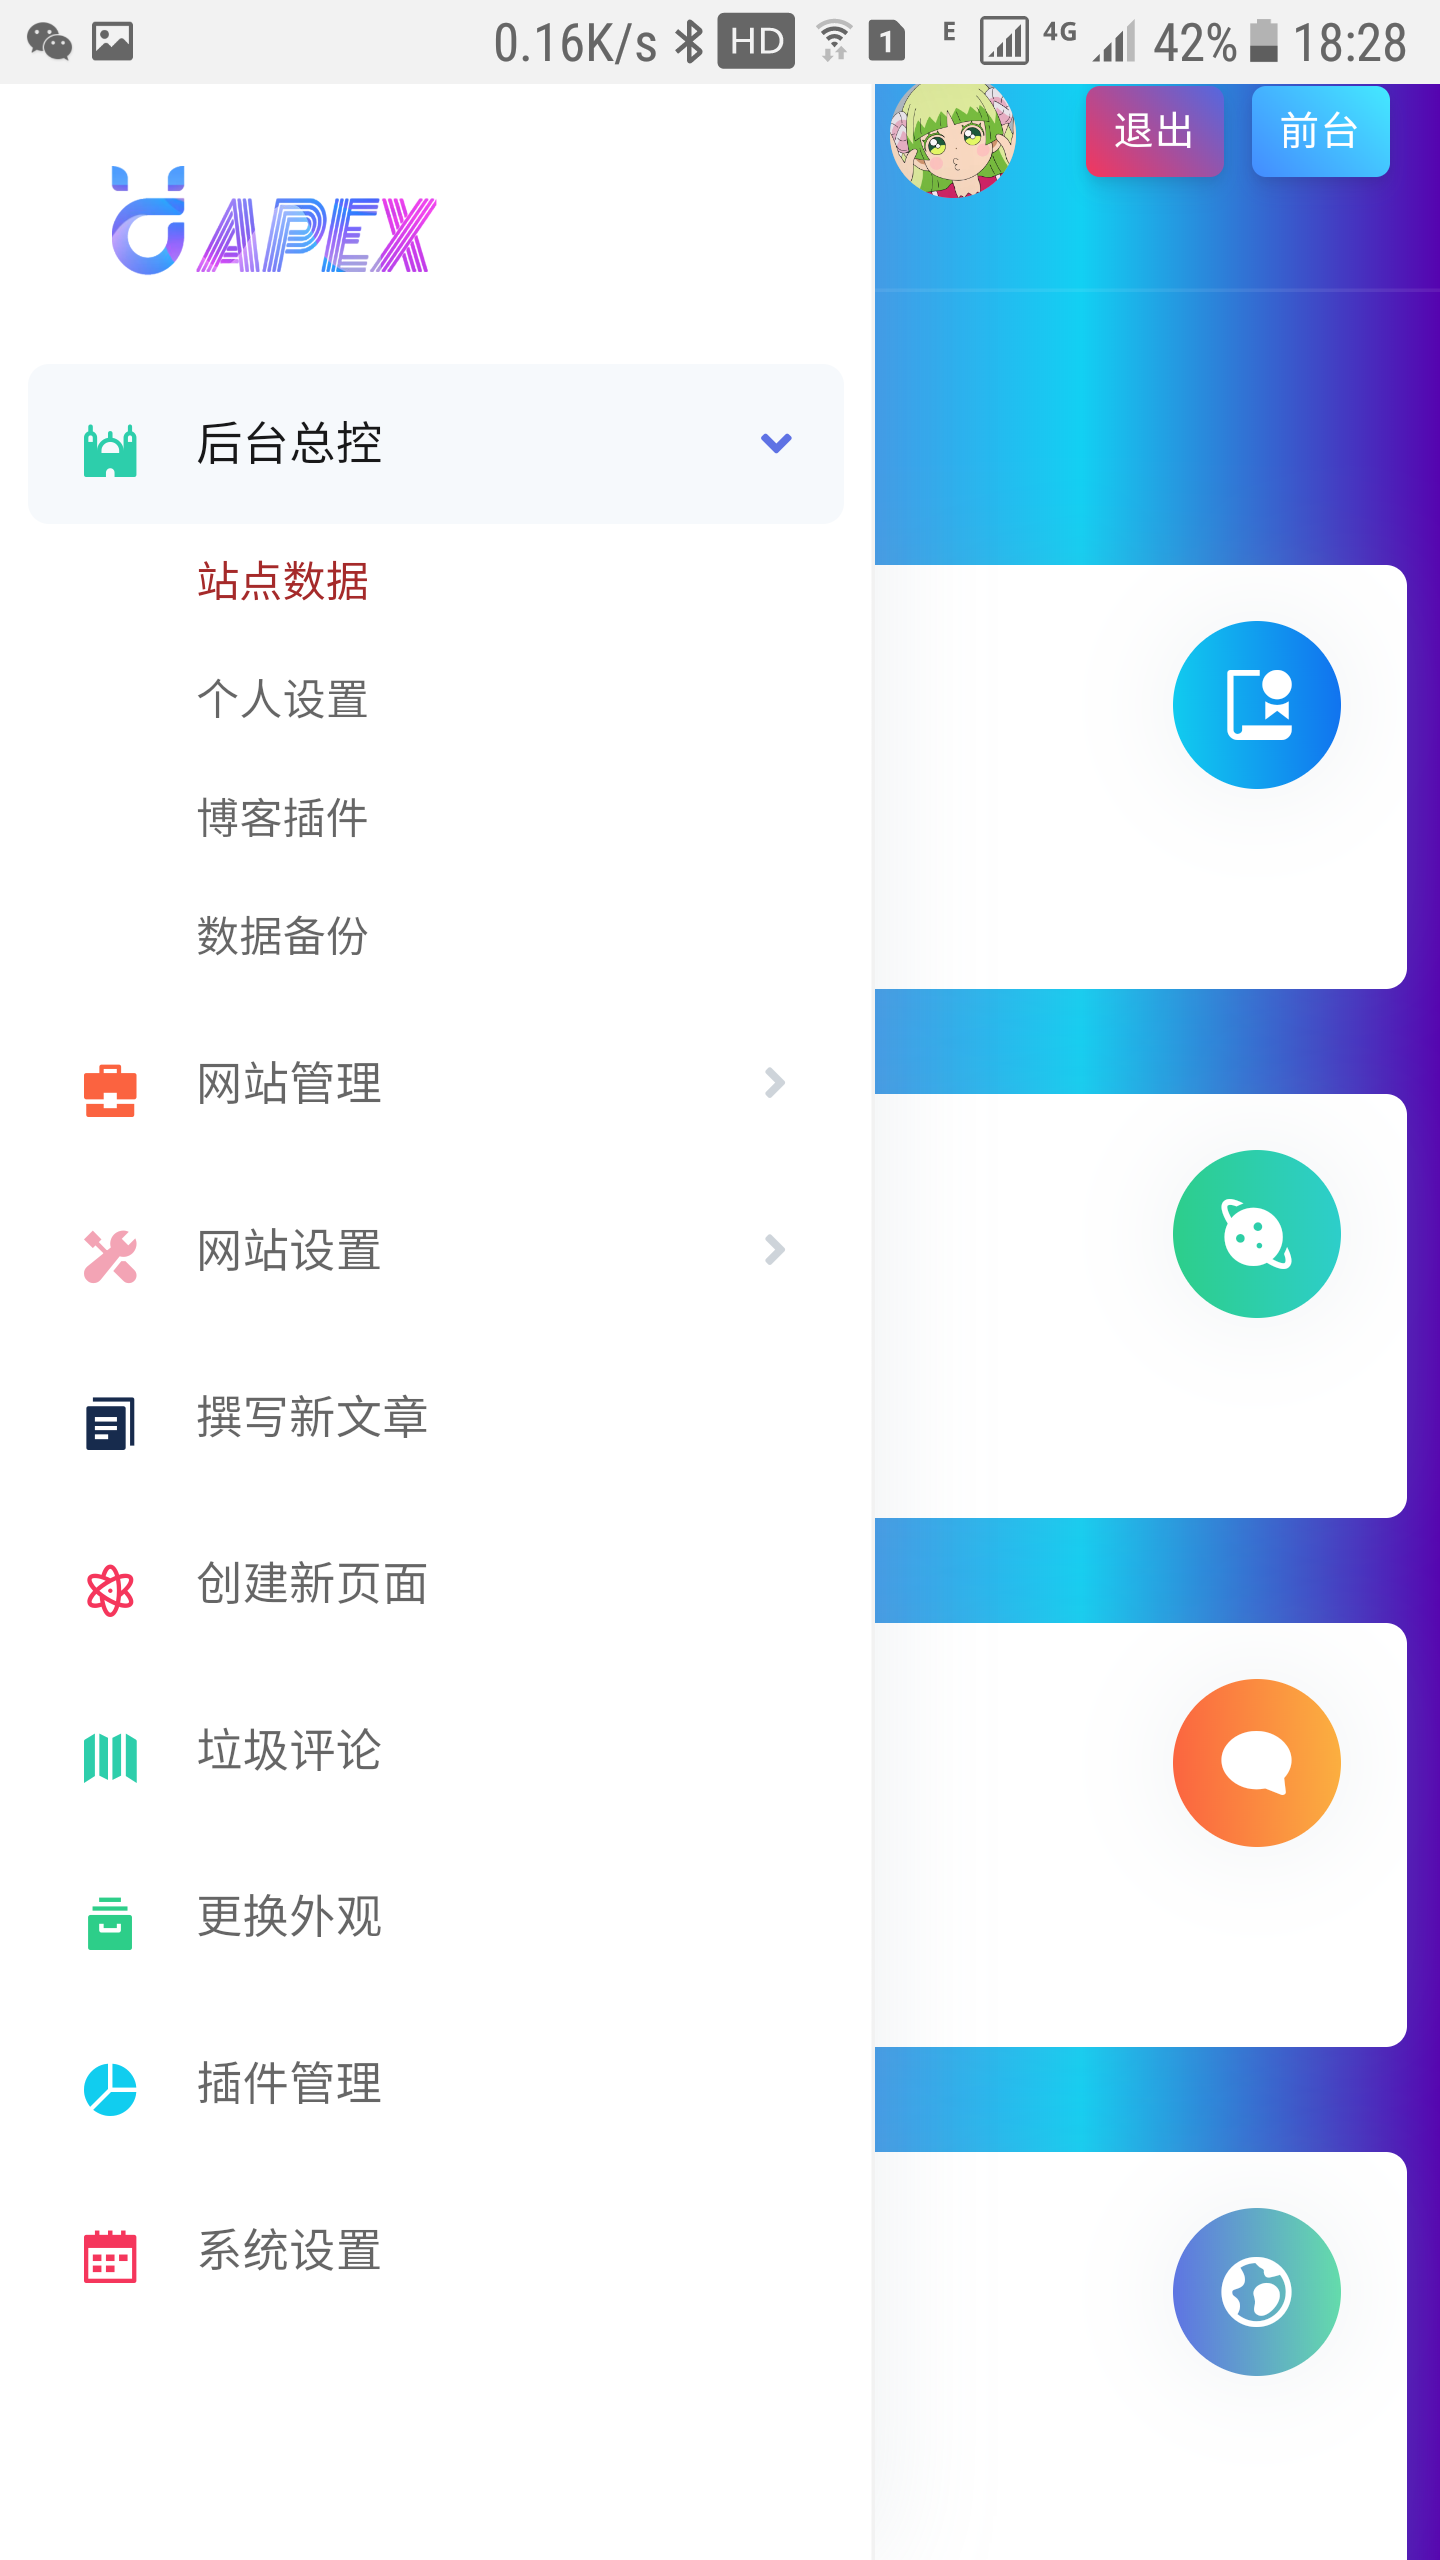 0.16K/s HD 1 E 4G 42% 18:28
退出 前台
APEX
后台总控
站点数据
个人设置
博客插件
数据备份
网站管理
网站设置
撰写新文章
创建新页面
垃圾评论
更换外观
插件管理
系统设置